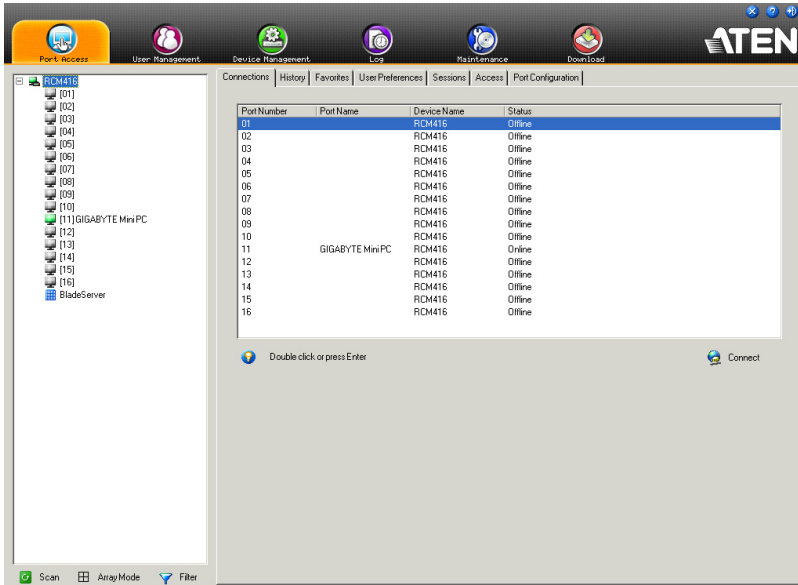 ATEN
Port Access User Management Device Management Log Maintenance Download
RCM416
[01]
[02]
[03]
[04]
[05]
[06]
[07]
[08]
[09]
[10]
[11]GIGABYTE Mini PC
[12]
[13]
[14]
[15]
[16]
BladeServer
Scan Array Mode Filter
Connections History Favorites User Preferences Sessions Access Port Configuration
Port Number Port Name Device Name Status
01 RCM416 Offline
02 RCM416 Offline
03 RCM416 Offline
04 RCM416 Offline
05 RCM416 Offline
06 RCM416 Offline
07 RCM416 Offline
08 RCM416 Offline
09 RCM416 Offline
10 RCM416 Offline
11 GIGABYTE Mini PC RCM416 Online
12 RCM416 Offline
13 RCM416 Offline
14 RCM416 Offline
15 RCM416 Offline
16 RCM416 Offline
Double click or press Enter
Connect